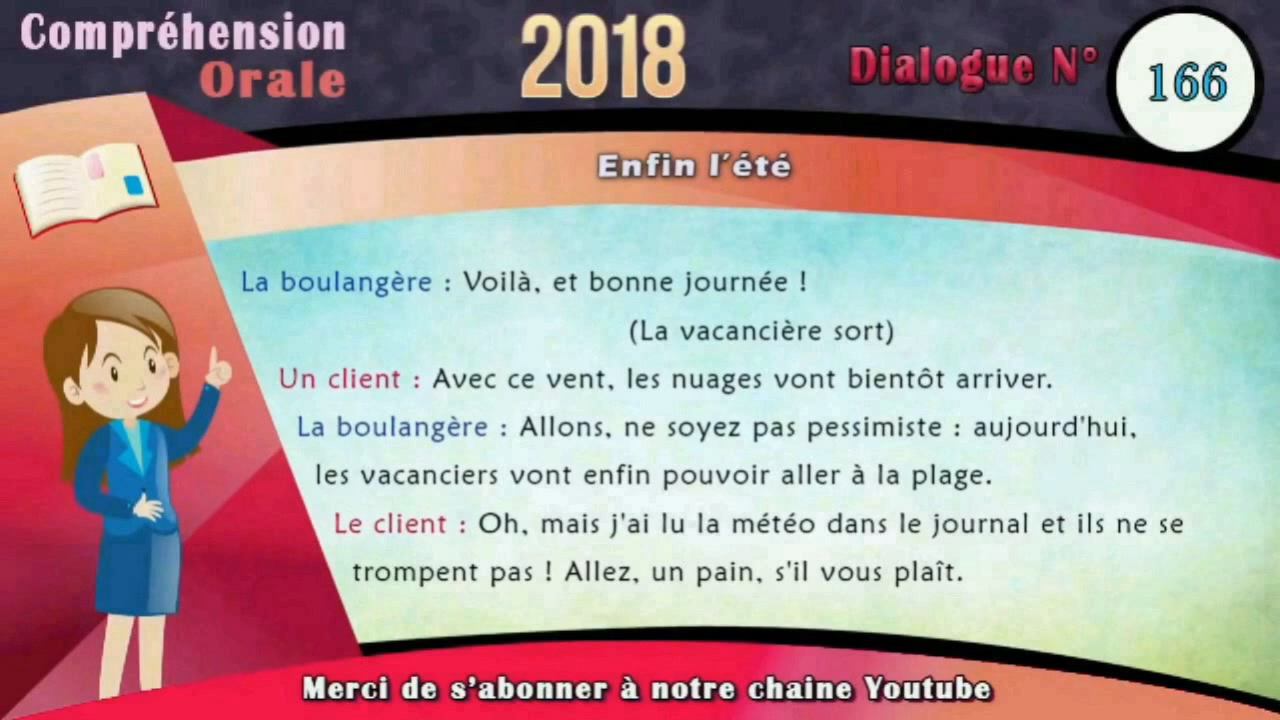 Compréhension
Orale
2018
Dialogue N°
166
Enfin l'été
La boulangère : Voilà, et bonne journée !
(La vacancière sort)
Un client : Avec ce vent, les nuages vont bientôt arriver.
La boulangère : Allons, ne soyez pas pessimiste : aujourd'hui,
les vacanciers vont enfin pouvoir aller à la plage.
Le client : Oh, mais j'ai lu la météo dans le journal et ils ne se
trompent pas ! Allez, un pain, s'il vous plaît.
Merci de s'abonner à notre chaine Youtube